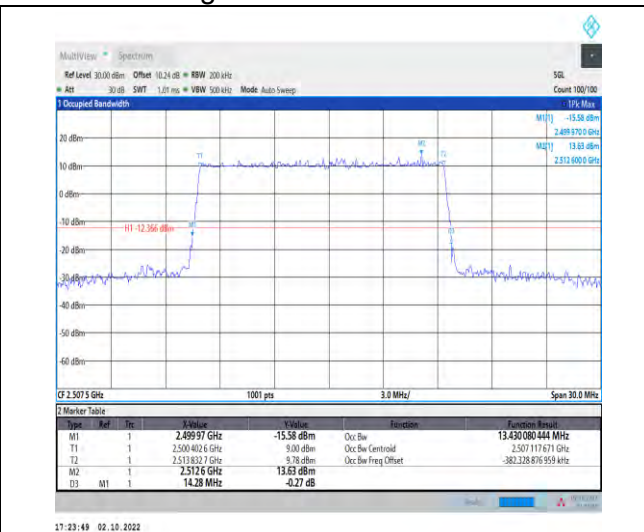 MultiView Spectrum
Ref Level 30.00 dBm Offset 10.24 dB RBW 200 kHz SGL
Att 30 dB SWT 1.01 ms VBW 500 kHz Mode Auto Sweep Count 100/100
1 Occupied Bandwidth 1Pk Max
M1[1] -15.58 dBm
2.499 970 0 GHz
M2[1] 13.63 dBm
2.512 600 0 GHz
20 dBm
M2
T1 T2
10 dBm
0 dBm
-10 dBm
H1 -12.366 dBm M1
D3
-20 dBm
-30 dBm
-40 dBm
-50 dBm
-60 dBm
CF 2.507 5 GHz 1001 pts 3.0 MHz/ Span 30.0 MHz
2 Marker Table
Type Ref Trc X-Value Y-Value Function Function Result
M1 1 2.499 97 GHz -15.58 dBm Occ Bw 13.430 080 444 MHz
T1 1 2.500 402 6 GHz 9.00 dBm Occ Bw Centroid 2.507 117 671 GHz
T2 1 2.513 832 7 GHz 9.78 dBm Occ Bw Freq Offset -382.328 876 959 kHz
M2 1 2.512 6 GHz 13.63 dBm
D3 M1 1 14.28 MHz -0.27 dB
17:23:49 02.10.2022